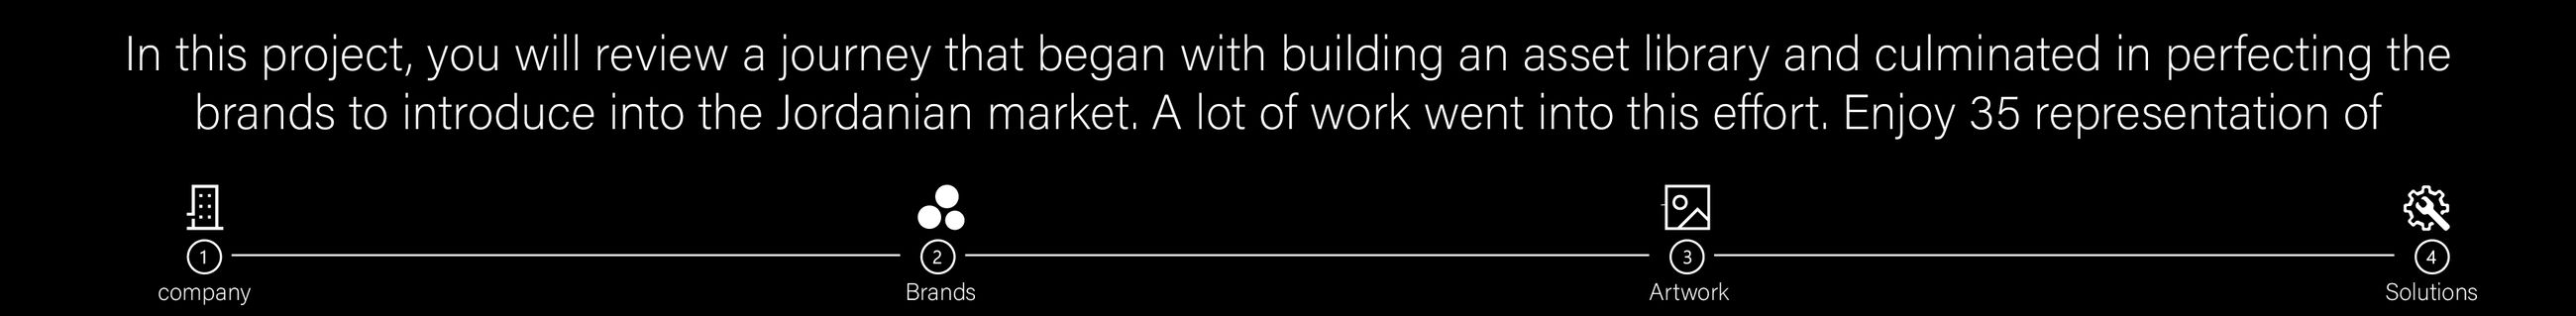 In this project, you will review a journey that began with building an asset library and culminated in perfecting the
brands to introduce into the Jordanian market. A lot of work went into this effort. Enjoy 35 representation of
1 2 3 4
company Brands Artwork Solutions